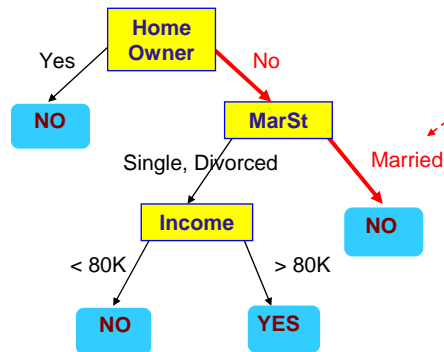 Home
Owner
Yes
No
NO
MarSt
Single, Divorced
Married
Income
NO
< 80K
> 80K
NO
YES